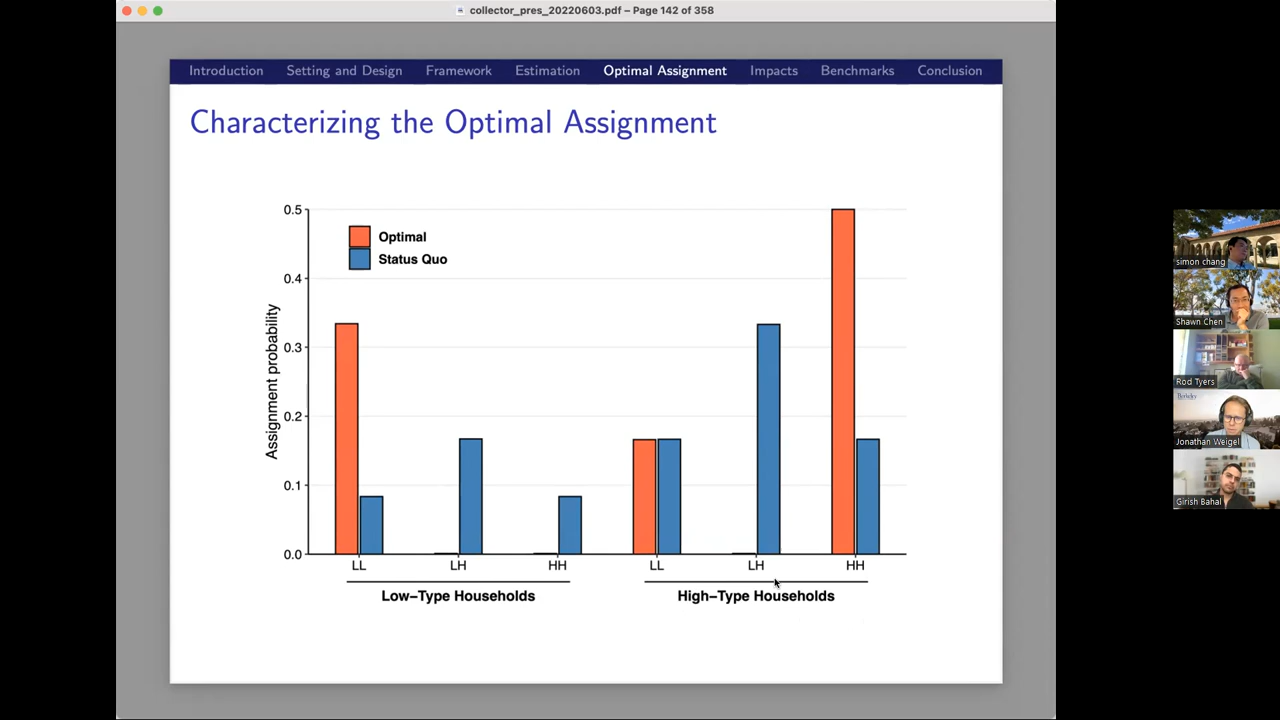 collector_pres_20220603.pdf – Page 142 of 358
Introduction Setting and Design Framework Estimation Optimal Assignment Impacts Benchmarks Conclusion
Characterizing the Optimal Assignment
0.5
Optimal
Status Quo
0.4
0.3
0.2
0.1
0.0
Assignment probability
LL LH HH LL LH HH
Low–Type Households High–Type Households
simon chang
Shawn Chen
Rod Tyers
Berkeley
Jonathan Weigel
Girish Bahal